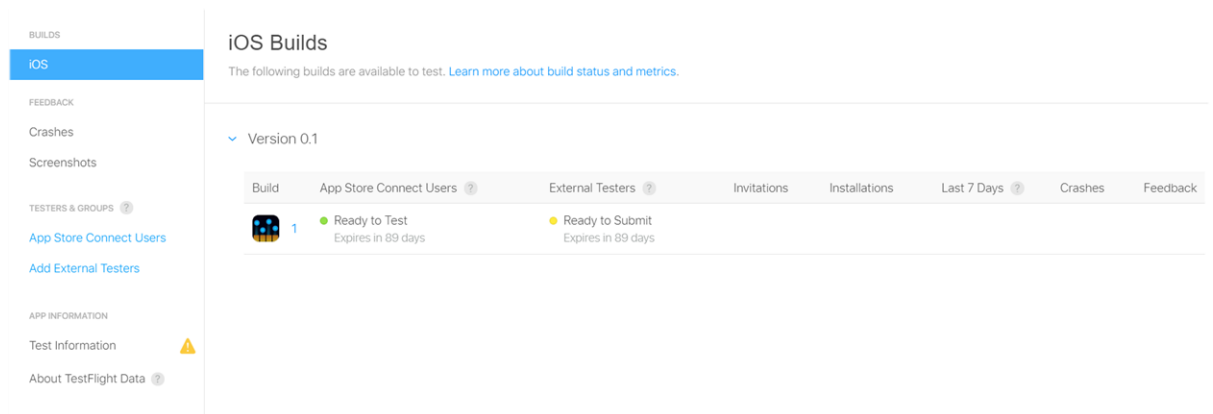 BUILDS
iOS
FEEDBACK
Crashes
Screenshots
TESTERS & GROUPS ?
App Store Connect Users
Add External Testers
APP INFORMATION
Test Information
About TestFlight Data ?
iOS Builds
The following builds are available to test. Learn more about build status and metrics.
Version 0.1
Build App Store Connect Users ? External Testers ? Invitations Installations Last 7 Days ? Crashes Feedback
1 Ready to Test Ready to Submit
Expires in 89 days Expires in 89 days